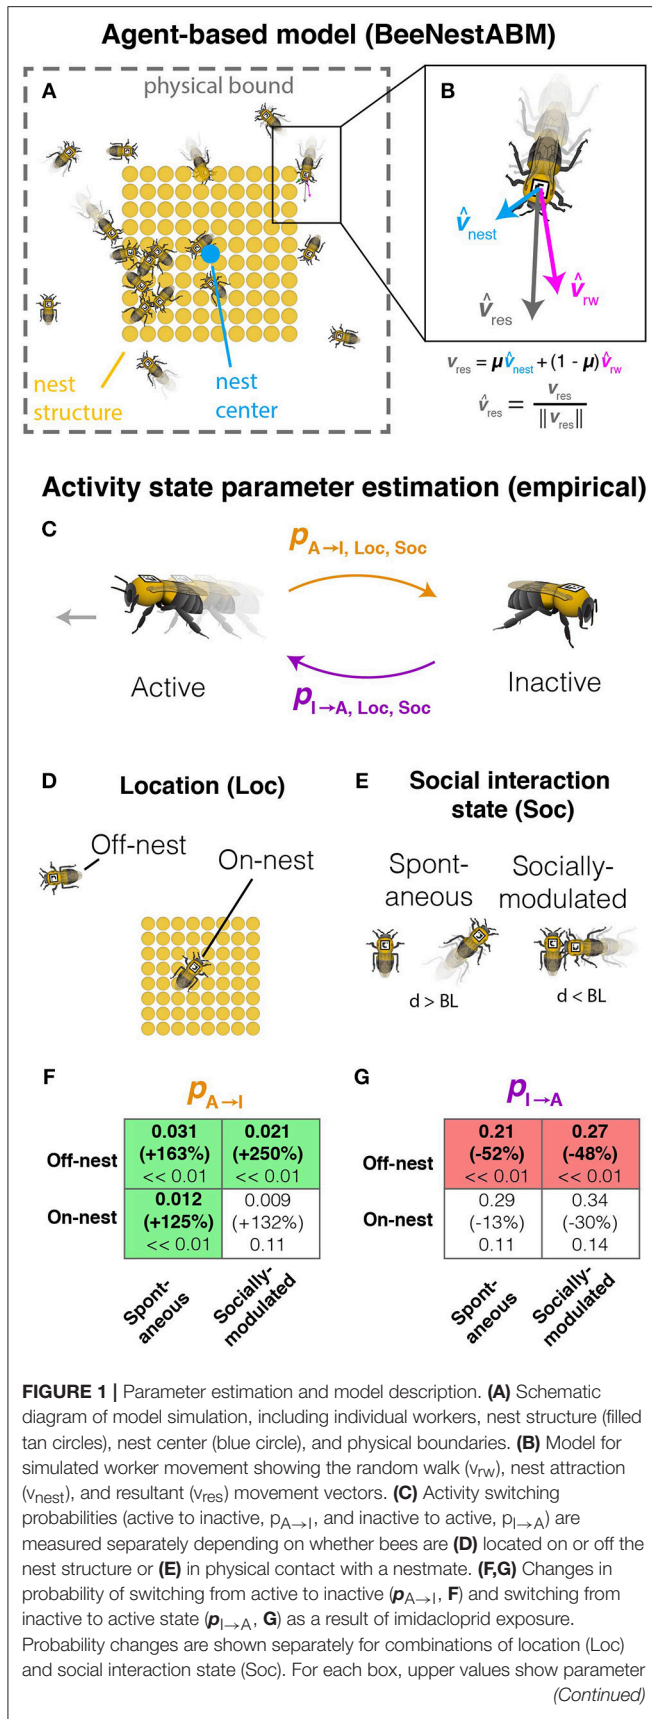 Agent-based model (BeeNestABM)
A
physical bound
nest
structure
nest
center
B
v̂nest
v̂rw
v̂res
vres = μv̂nest + (1 - μ)v̂rw
v̂res = vres / ||vres||
Activity state parameter estimation (empirical)
C
pA→I, Loc, Soc
Active
Inactive
pI→A, Loc, Soc
D
Location (Loc)
Off-nest
On-nest
E
Social interaction
state (Soc)
Spont-
aneous
Socially-
modulated
d > BL
d < BL
F
pA→I
Off-nest
0.031
(+163%)
<< 0.01
0.021
(+250%)
<< 0.01
On-nest
0.012
(+125%)
<< 0.01
0.009
(+132%)
0.11
Spont-
aneous
Socially-
modulated
G
pI→A
Off-nest
0.21
(-52%)
<< 0.01
0.27
(-48%)
<< 0.01
On-nest
0.29
(-13%)
0.11
0.34
(-30%)
0.14
Spont-
aneous
Socially-
modulated
FIGURE 1 | Parameter estimation and model description. (A) Schematic
diagram of model simulation, including individual workers, nest structure (filled
tan circles), nest center (blue circle), and physical boundaries. (B) Model for
simulated worker movement showing the random walk (vrw), nest attraction
(vnest), and resultant (vres) movement vectors. (C) Activity switching
probabilities (active to inactive, pA→I, and inactive to active, pI→A) are
measured separately depending on whether bees are (D) located on or off the
nest structure or (E) in physical contact with a nestmate. (F,G) Changes in
probability of switching from active to inactive (pA→I, F) and switching from
inactive to active state (pI→A, G) as a result of imidacloprid exposure.
Probability changes are shown separately for combinations of location (Loc)
and social interaction state (Soc). For each box, upper values show parameter
(Continued)